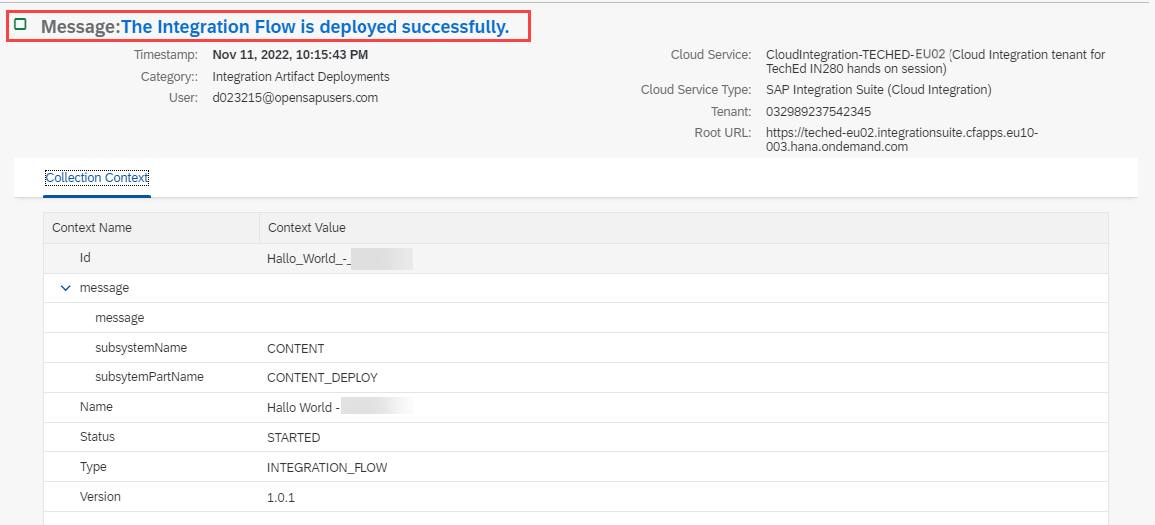 Message:The Integration Flow is deployed successfully.
Timestamp: Nov 11, 2022, 10:15:43 PM
Category:: Integration Artifact Deployments
User: d023215@opensapusers.com
Cloud Service: CloudIntegration-TECHED-EU02 (Cloud Integration tenant for
TechEd IN280 hands on session)
Cloud Service Type: SAP Integration Suite (Cloud Integration)
Tenant: 032989237542345
Root URL: https://teched-eu02.integrationsuite.cfapps.eu10-
003.hana.ondemand.com
Collection Context
Context Name Context Value
Id Hallo_World_-_
message
message
subsystemName CONTENT
subsytemPartName CONTENT_DEPLOY
Name Hallo World -
Status STARTED
Type INTEGRATION_FLOW
Version 1.0.1